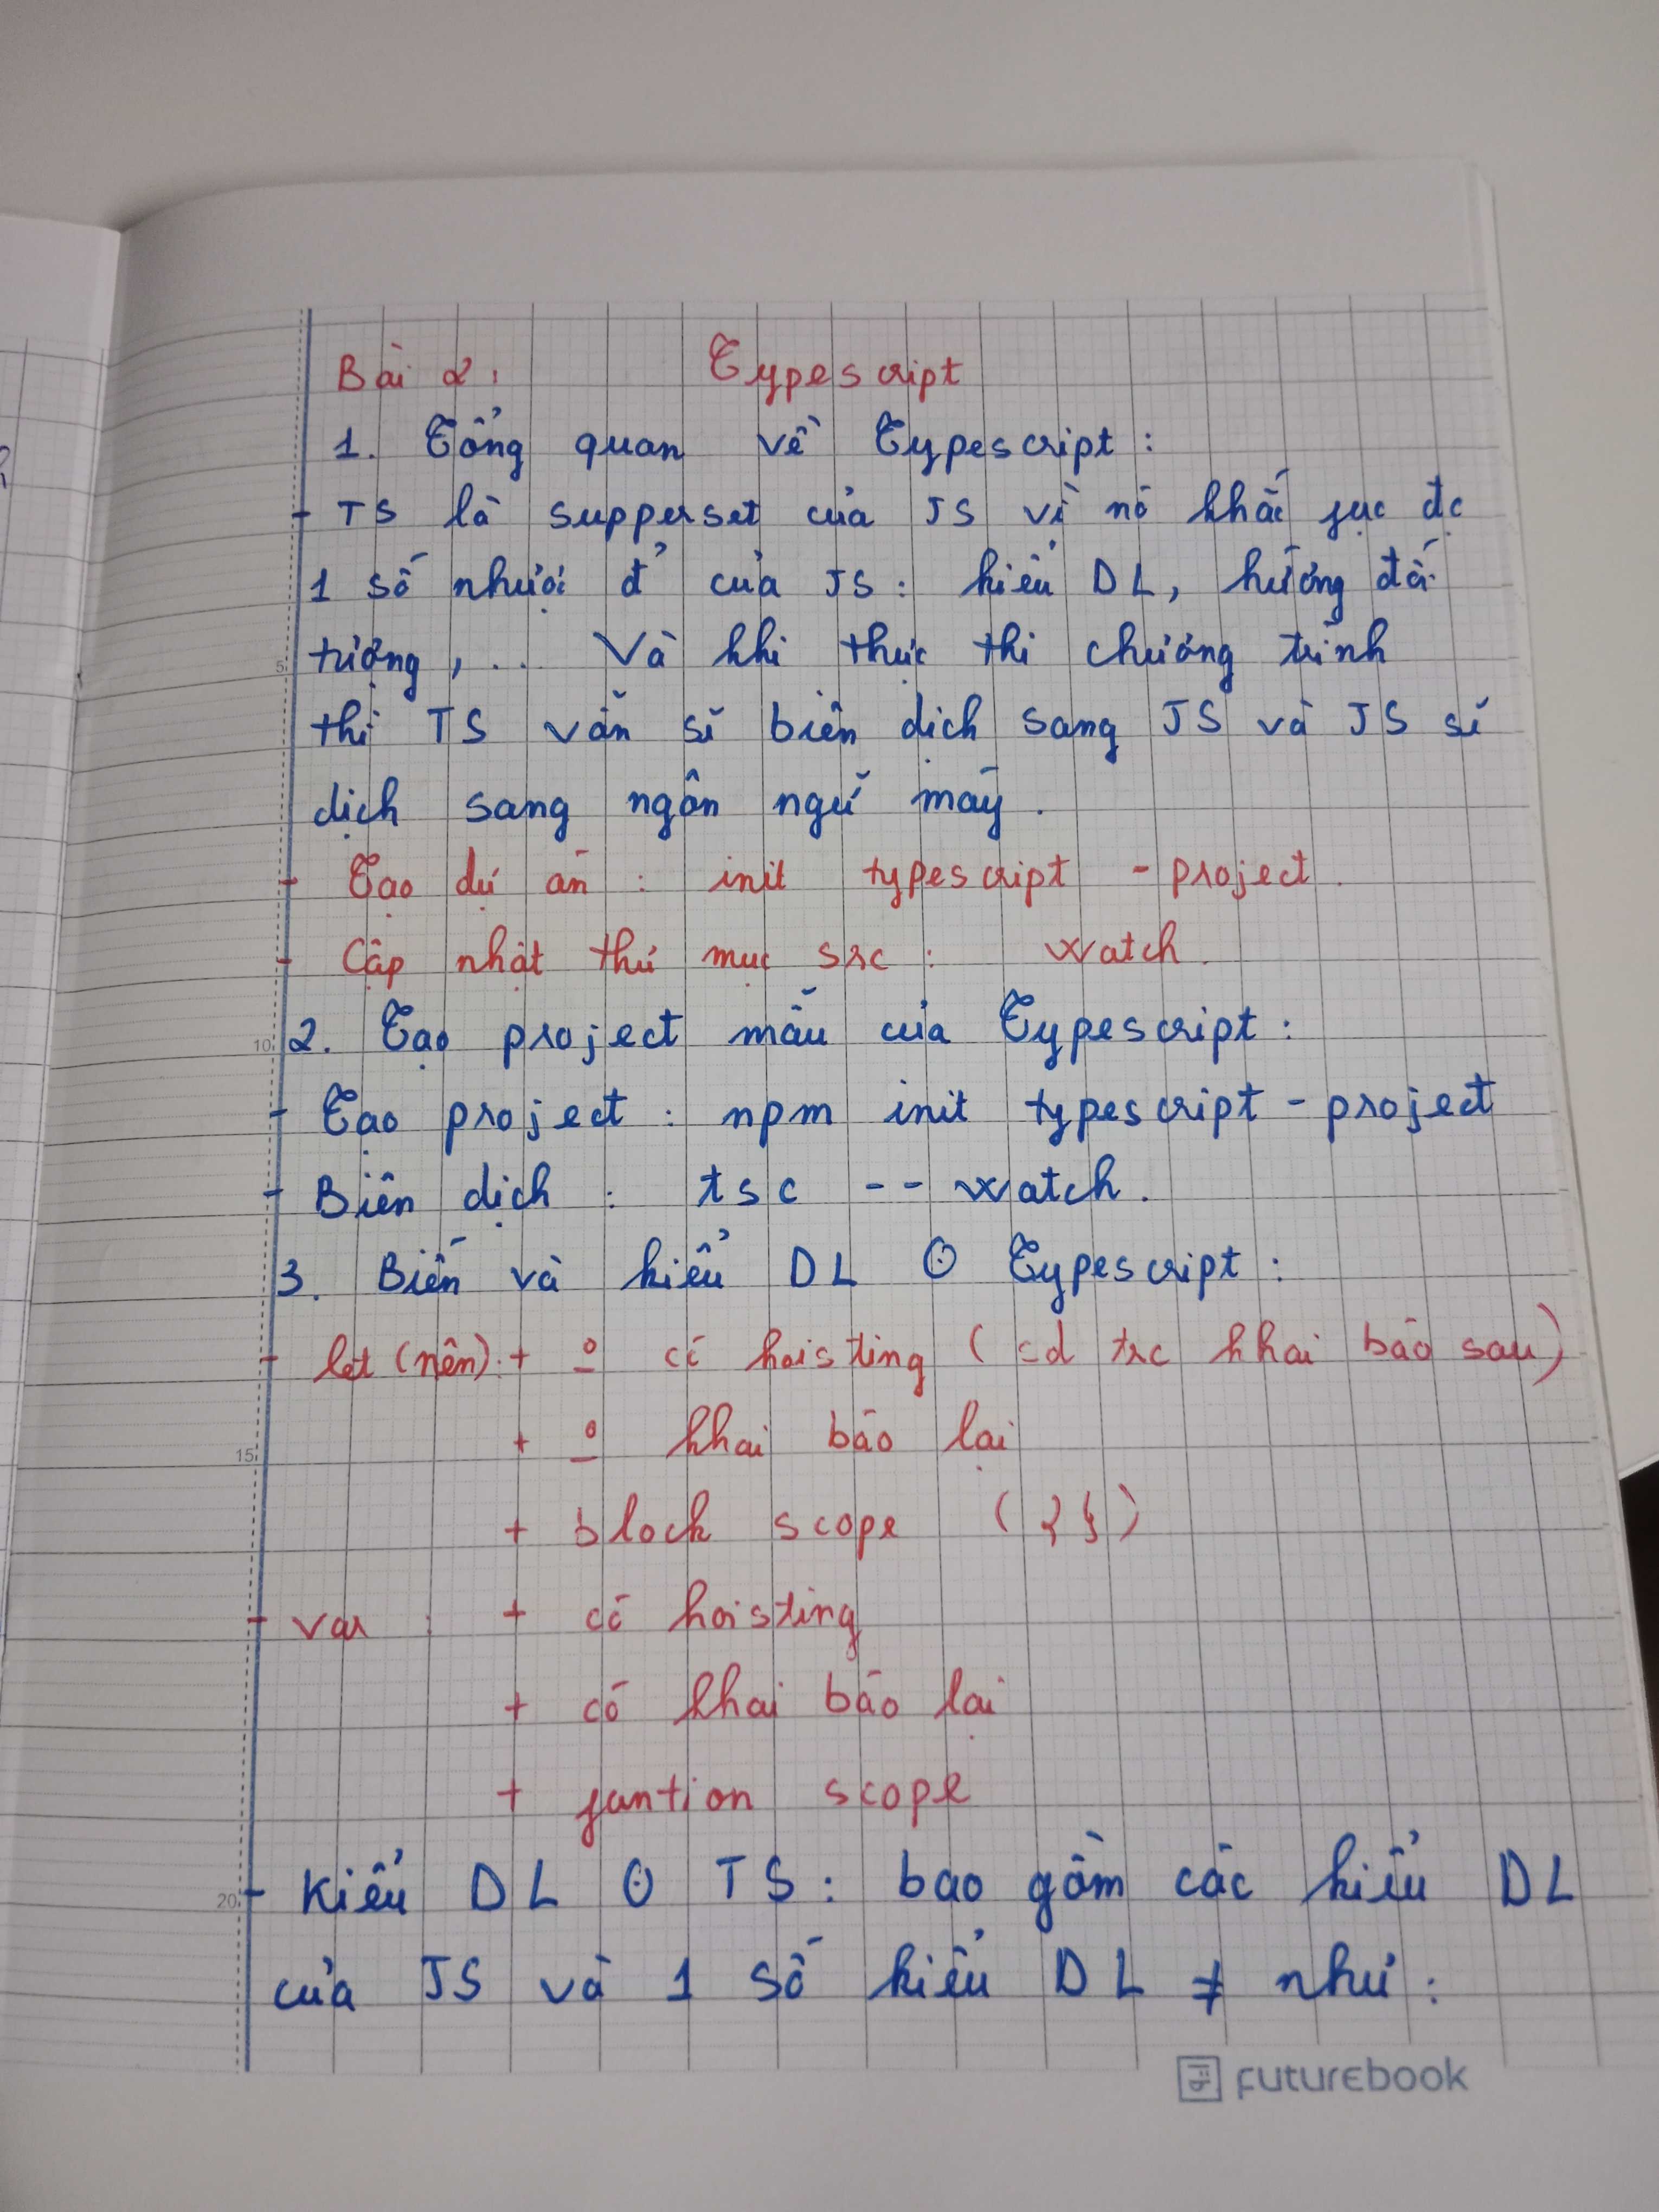 Bài 2: Typescript
1. Tổng quan về Typescript:
- TS là supperset của JS vì nó khắc fục đc
1 số nhược đ' của JS: kiểu DL, hướng đối
tượng, ... Và khi thực thi chương trình
thì TS vẫn sẽ biên dịch sang JS và JS sẽ
dịch sang ngôn ngữ máy.
- Tạo dự án: init typescript - project.
- Cập nhật thư mục src: watch.
2. Tạo project mẫu của Typescript:
- Tạo project: npm init typescript - project
- Biên dịch: tsc -- watch.
3. Biến và kiểu DL ⊙ Typescript:
- let (nên): + o có hoisting (sd trc khai báo sau)
+ o khai báo lại
+ block scope ({})
- var: + có hoisting
+ có khai báo lại
+ funtion scope
- Kiểu DL ⊙ TS: bao gồm các kiểu DL
của JS và 1 số kiểu DL ≠ như:
FUTUREBOOK
5
10
15
20